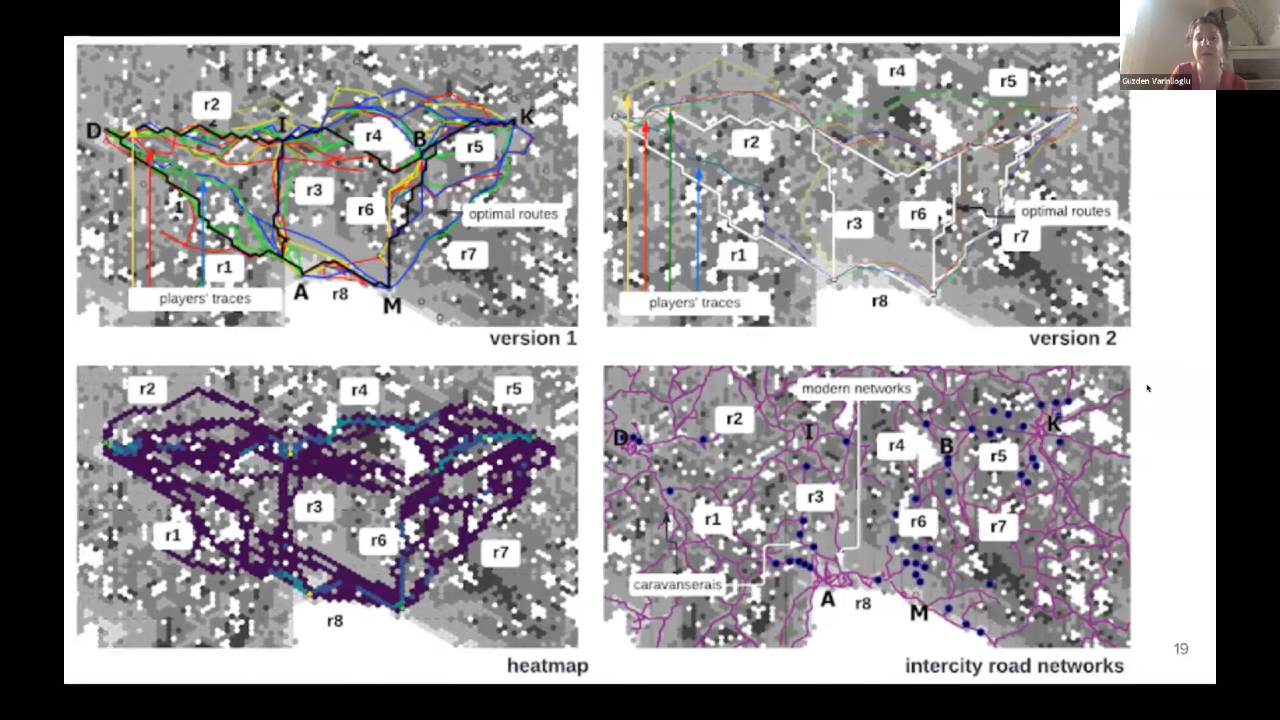 Guzden Varinlioglu
D
r2
I
r4
B
K
r5
r3
r6
optimal routes
r7
r1
players' traces
A
r8
M
version 1
r4
r5
r2
r3
r6
optimal routes
r7
r1
players' traces
r8
version 2
r2
r4
r5
r3
r1
r6
r7
r8
heatmap
modern networks
D
r2
I
r4
B
K
r5
r3
r1
r6
r7
caravanserais
A
r8
M
intercity road networks
19